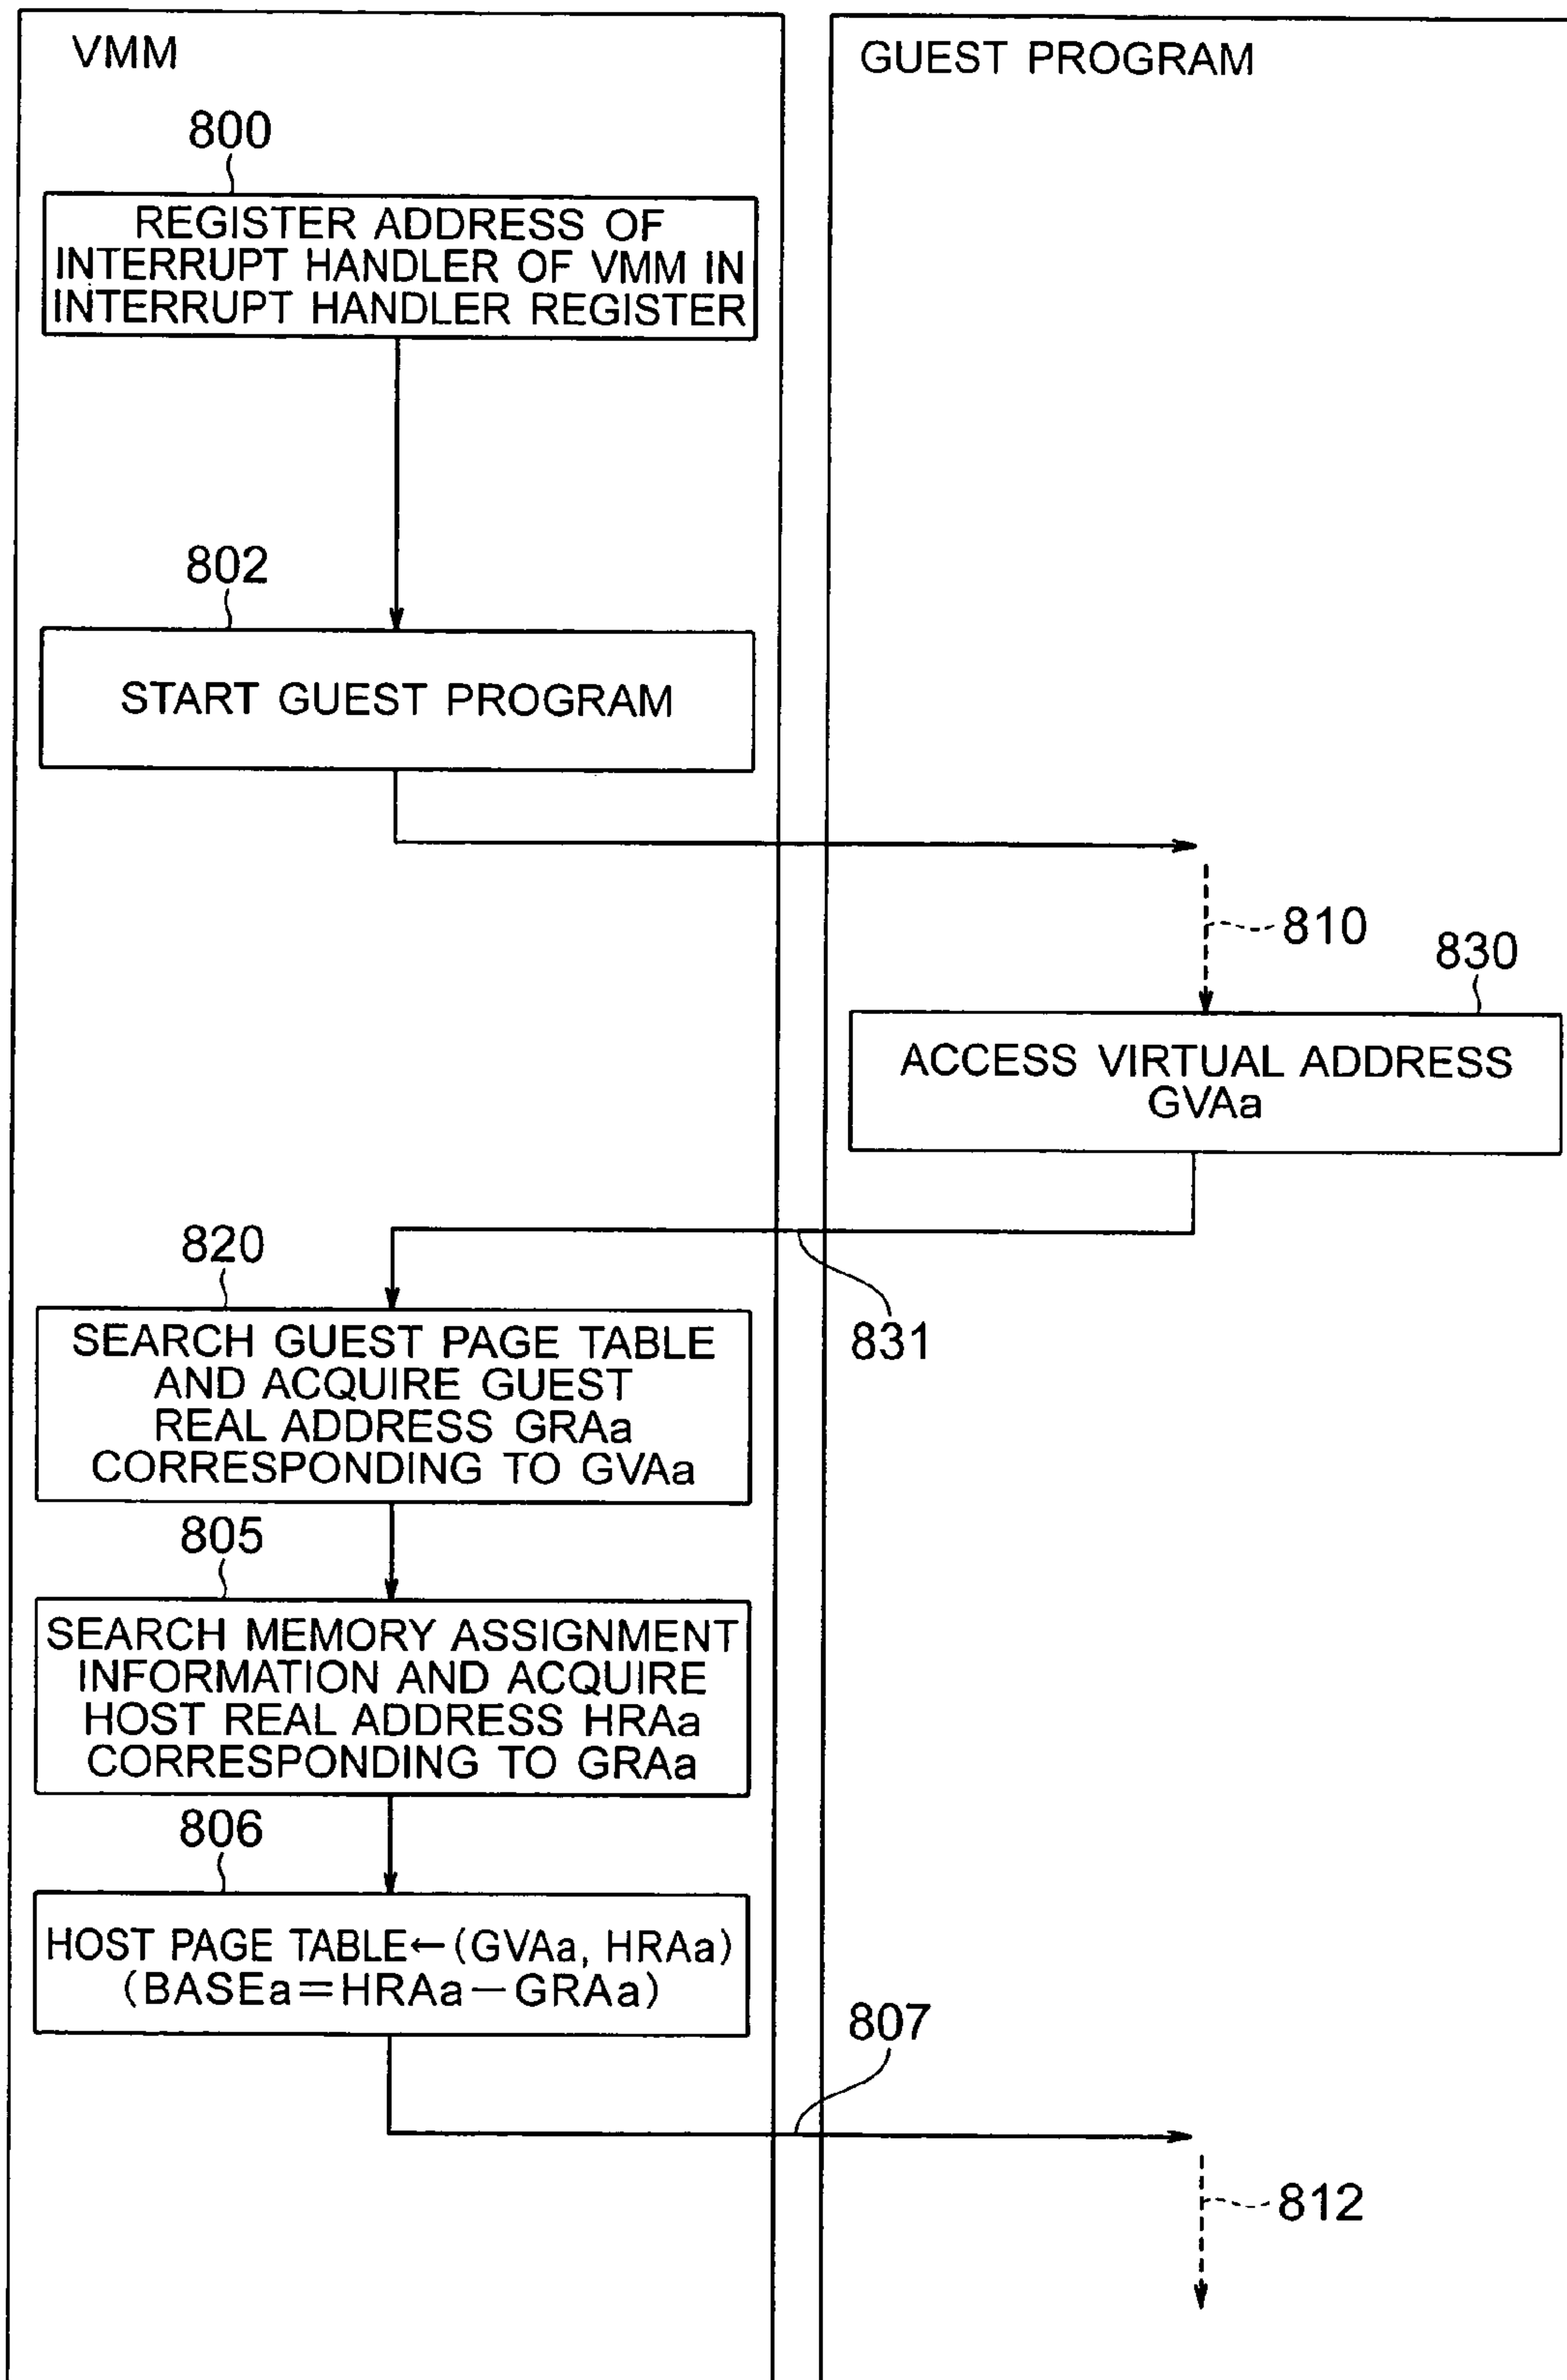 VMM
GUEST PROGRAM
800
REGISTER ADDRESS OF
INTERRUPT HANDLER OF VMM IN
INTERRUPT HANDLER REGISTER
802
START GUEST PROGRAM
810
830
ACCESS VIRTUAL ADDRESS
GVAa
831
820
SEARCH GUEST PAGE TABLE
AND ACQUIRE GUEST
REAL ADDRESS GRAa
CORRESPONDING TO GVAa
805
SEARCH MEMORY ASSIGNMENT
INFORMATION AND ACQUIRE
HOST REAL ADDRESS HRAa
CORRESPONDING TO GRAa
806
HOST PAGE TABLE←(GVAa, HRAa)
(BASEa=HRAa−GRAa)
807
812